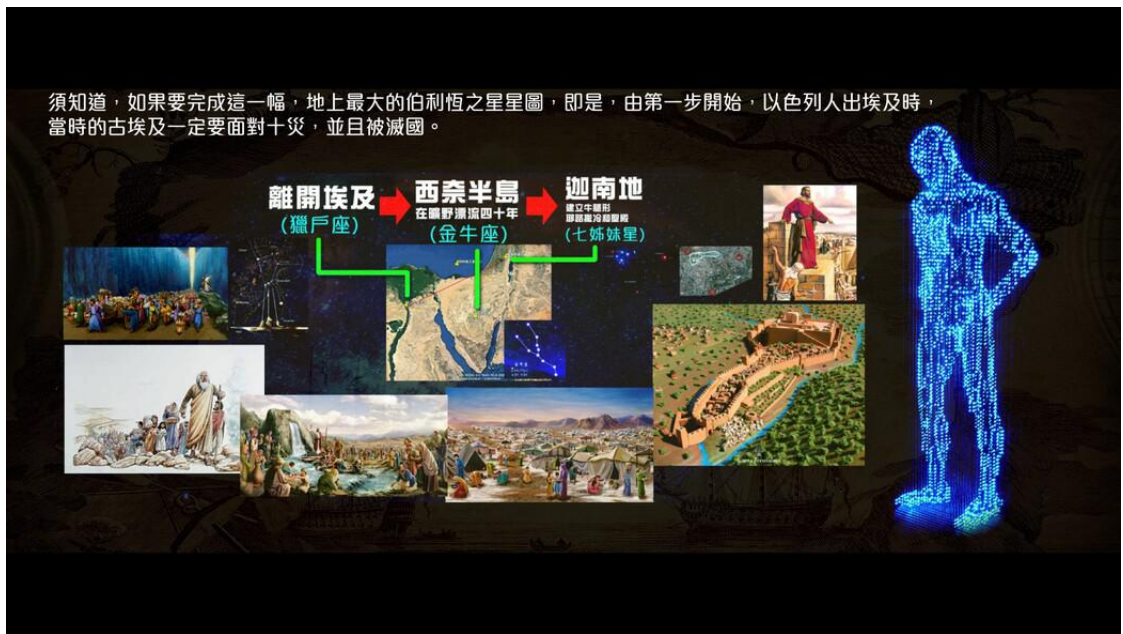 須知道，如果要完成這一幅，地上最大的伯利恆之星星圖，即是，由第一步開始，以色列人出埃及時，
當時的古埃及一定要面對十災，並且被滅國。
離開埃及
(獵戶座)
西奈半島
在曠野漂流四十年
(金牛座)
迦南地
建立牛腿形
耶路撒冷和聖殿
(七姊妹星)